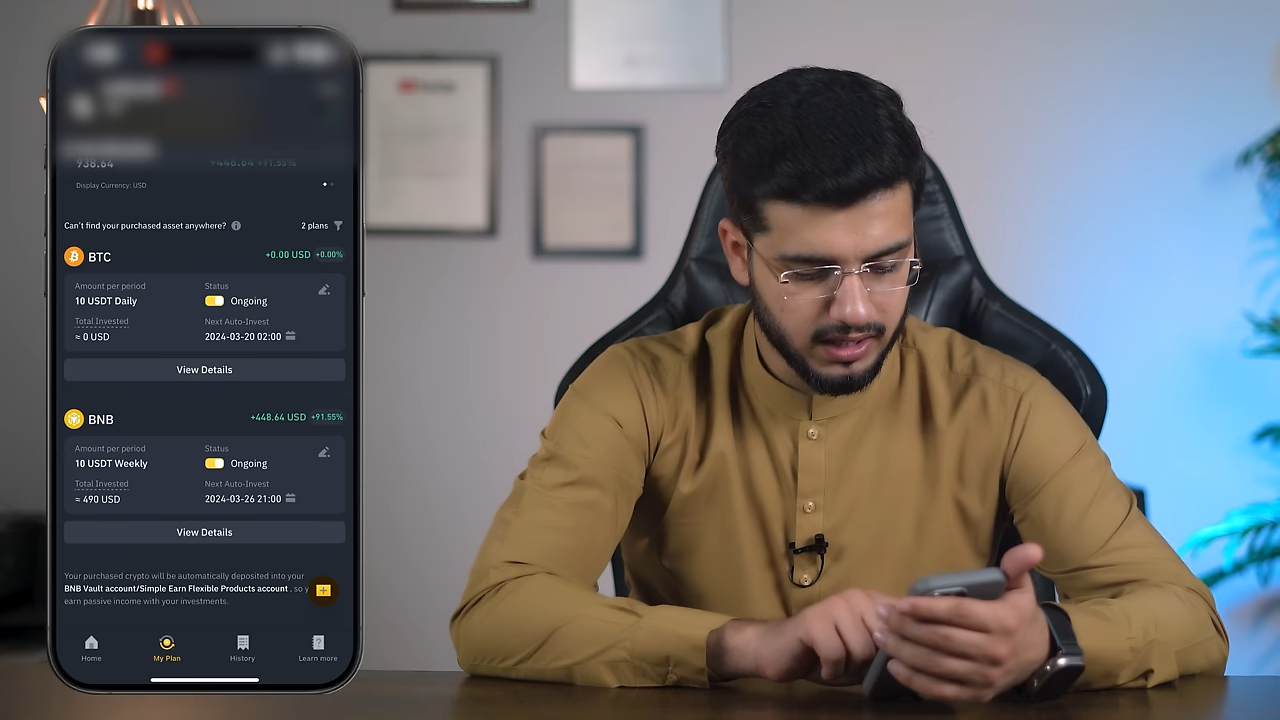 938.64
+448.64 +91.55%
Display Currency: USD
Can't find your purchased asset anywhere?
2 plans
BTC
+0.00 USD +0.00%
Amount per period
Status
10 USDT Daily
Ongoing
Total Invested
Next Auto-Invest
≈ 0 USD
2024-03-20 02:00
View Details
BNB
+448.64 USD +91.55%
Amount per period
Status
10 USDT Weekly
Ongoing
Total Invested
Next Auto-Invest
≈ 490 USD
2024-03-26 21:00
View Details
Your purchased crypto will be automatically deposited into your
BNB Vault account/Simple Earn Flexible Products account , so y
earn passive income with your investments.
Home
My Plan
History
Learn more